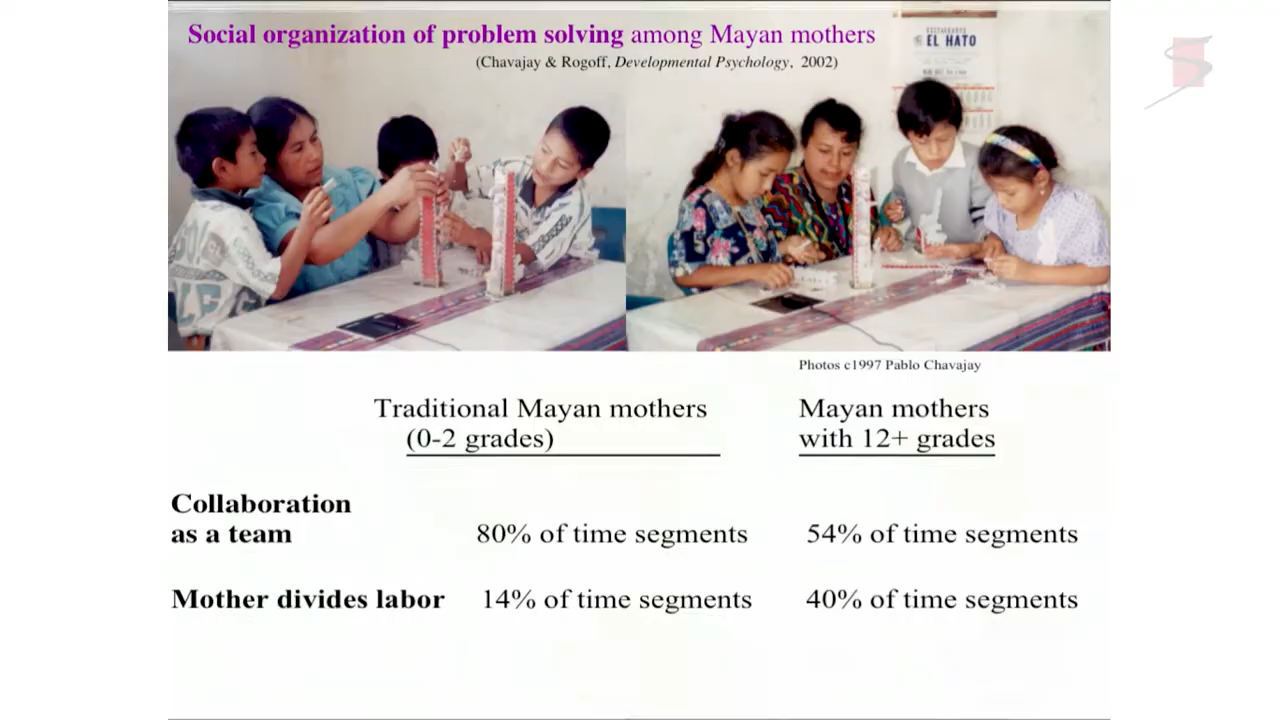 Social organization of problem solving among Mayan mothers
(Chavajay & Rogoff, Developmental Psychology, 2002)
EL HATO
Photos c1997 Pablo Chavajay
Traditional Mayan mothers
(0-2 grades)
Mayan mothers
with 12+ grades
Collaboration
as a team
80% of time segments
54% of time segments
Mother divides labor
14% of time segments
40% of time segments